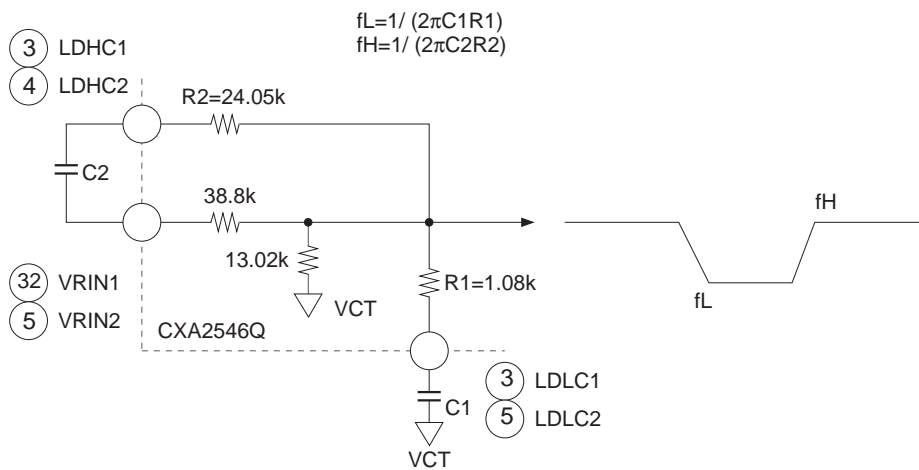 fL=1/ (2πC1R1)
fH=1/ (2πC2R2)
3 LDHC1
4 LDHC2
R2=24.05k
C2
38.8k
fH
13.02k
R1=1.08k
32 VRIN1
VCT
fL
5 VRIN2
CXA2546Q
3 LDLC1
C1
5 LDLC2
VCT